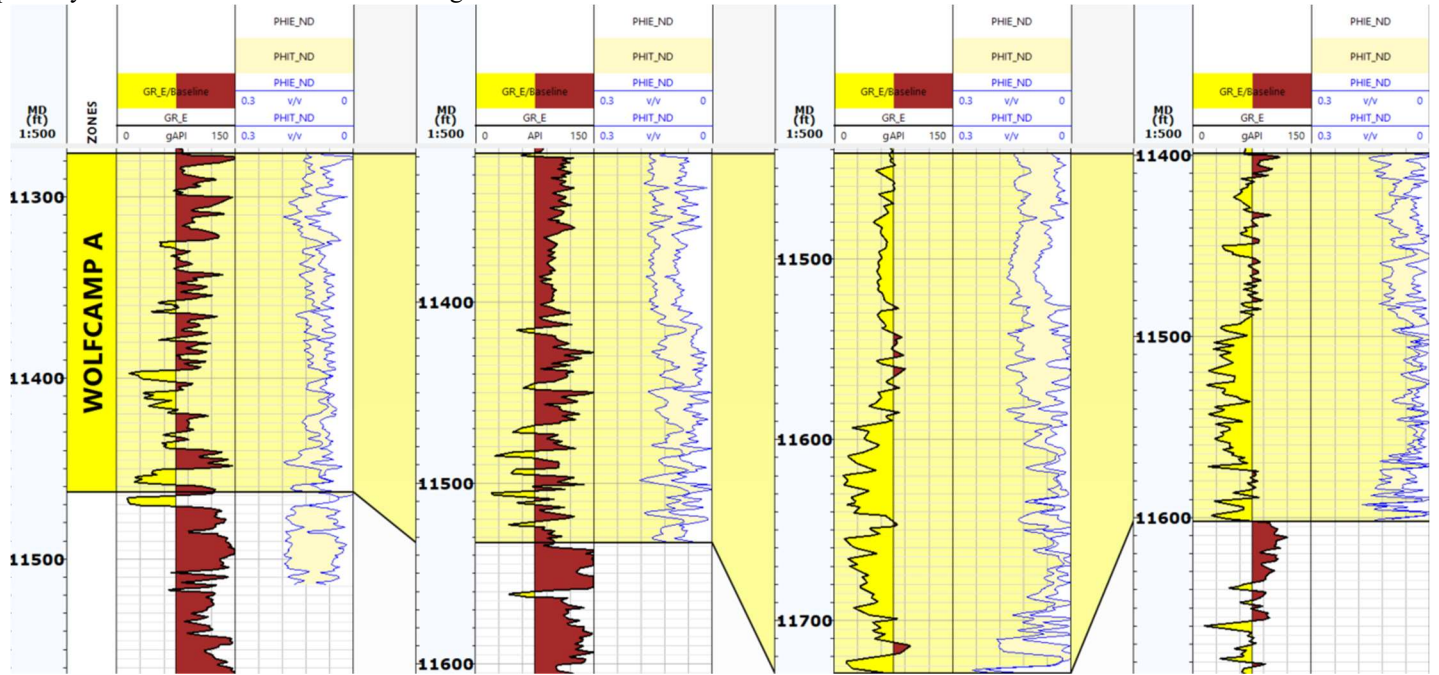 PHIE_ND PHIE_ND PHIE_ND PHIE_ND
PHIT_ND PHIT_ND PHIT_ND PHIT_ND
GR_E/Baseline PHIE_ND GR_E/Baseline PHIE_ND GR_E/Baseline PHIE_ND GR_E/Baseline PHIE_ND
0.3 v/v 0 0.3 v/v 0 0.3 v/v 0 0.3 v/v 0
MD (ft) 1:500 ZONES GR_E PHIT_ND MD (ft) 1:500 GR_E PHIT_ND MD (ft) 1:500 GR_E PHIT_ND MD (ft) 1:500 GR_E PHIT_ND
0 gAPI 150 0.3 v/v 0 0 API 150 0.3 v/v 0 0 gAPI 150 0.3 v/v 0 0 gAPI 150 0.3 v/v 0
WOLFCAMP A
11300
11400
11500
11400
11500
11600
11500
11600
11700
11400
11500
11600